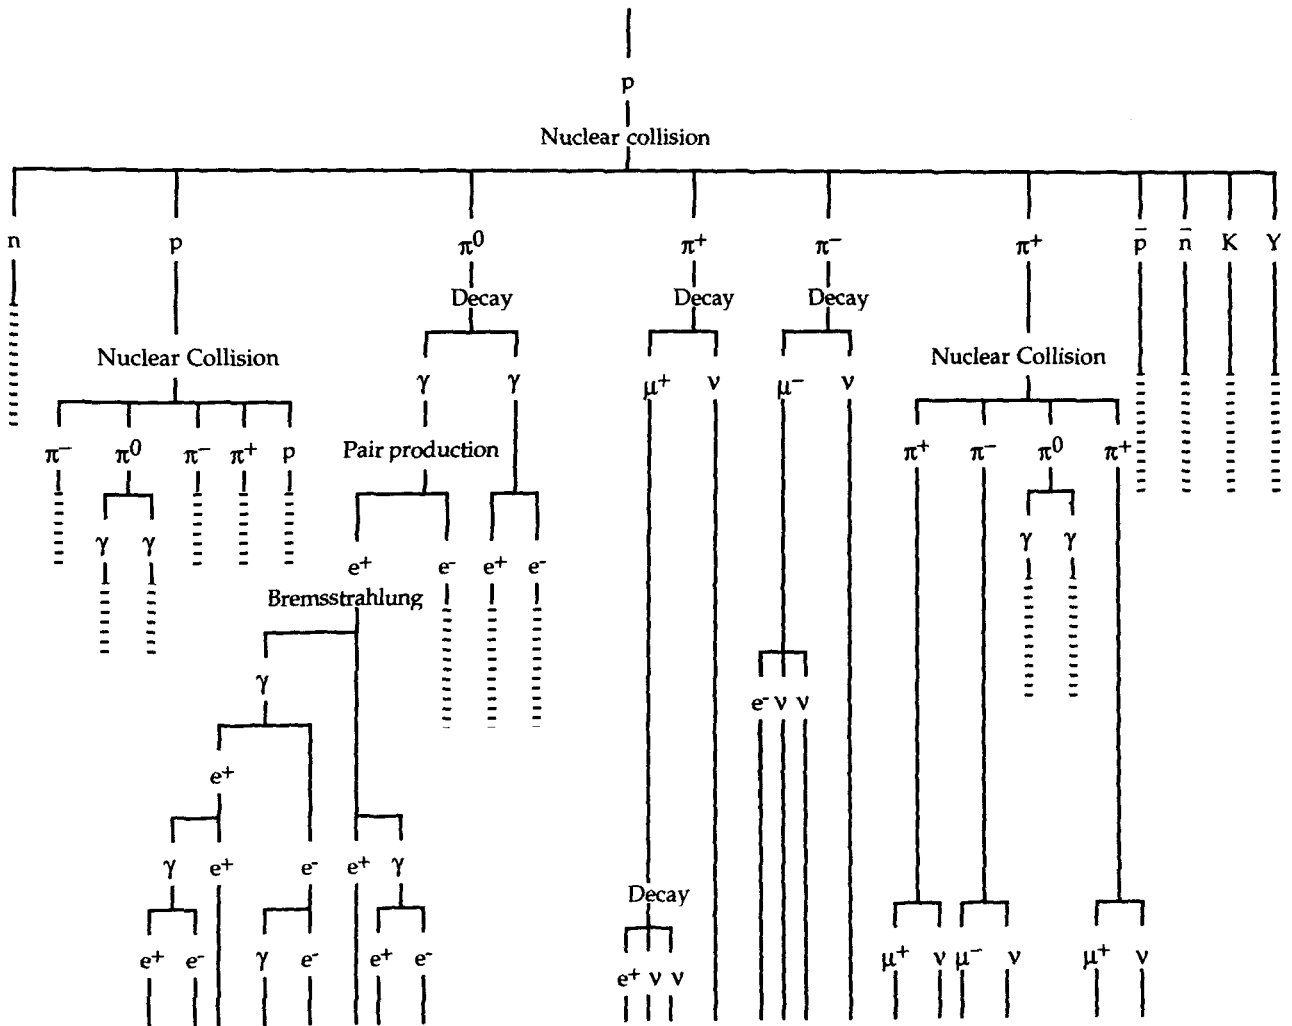 p
Nuclear collision
n p π⁰ π⁺ π⁻ π⁺ p̄ n̄ K Y
Decay Decay Decay
Nuclear Collision Nuclear Collision
γ γ μ⁺ ν μ⁻ ν
π⁻ π⁰ π⁻ π⁺ p Pair production π⁺ π⁻ π⁰ π⁺
γ γ γ γ
e⁺ e⁻ e⁺ e⁻
Bremsstrahlung
γ
e⁻ ν ν
e⁺
γ e⁺ e⁻ e⁺ γ
Decay
e⁺ e⁻ γ e⁻ e⁺ e⁻ μ⁺ ν μ⁻ ν μ⁺ ν
e⁺ ν ν